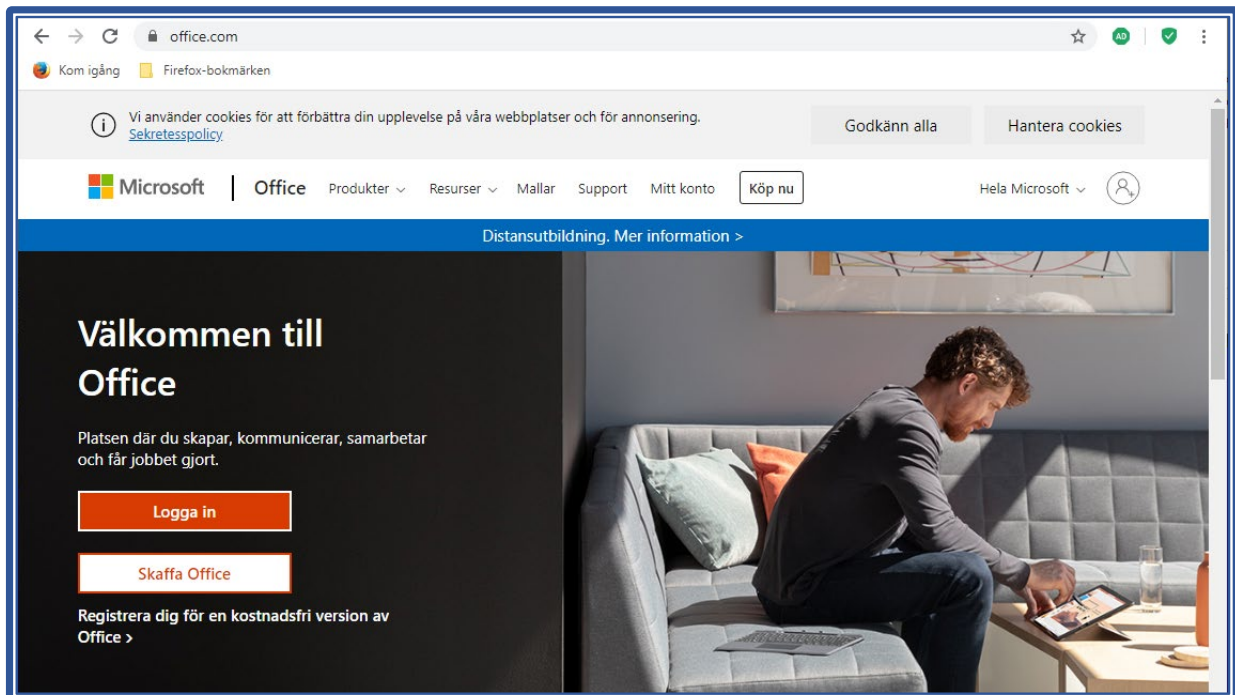 office.com
AD
Kom igång Firefox-bokmärken
Vi använder cookies för att förbättra din upplevelse på våra webbplatser och för annonsering.
Sekretesspolicy
Godkänn alla Hantera cookies
Microsoft Office Produkter Resurser Mallar Support Mitt konto Köp nu Hela Microsoft
Distansutbildning. Mer information >
Välkommen till
Office
Platsen där du skapar, kommunicerar, samarbetar
och får jobbet gjort.
Logga in
Skaffa Office
Registrera dig för en kostnadsfri version av
Office >